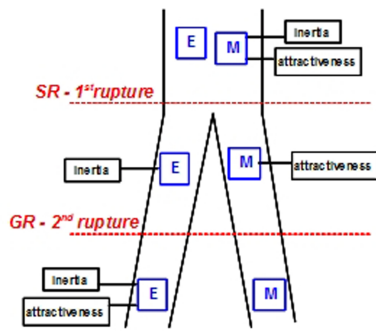 E M Inertia
attractiveness
SR - 1st rupture
Inertia E M attractiveness
GR - 2nd rupture
Inertia
attractiveness E M